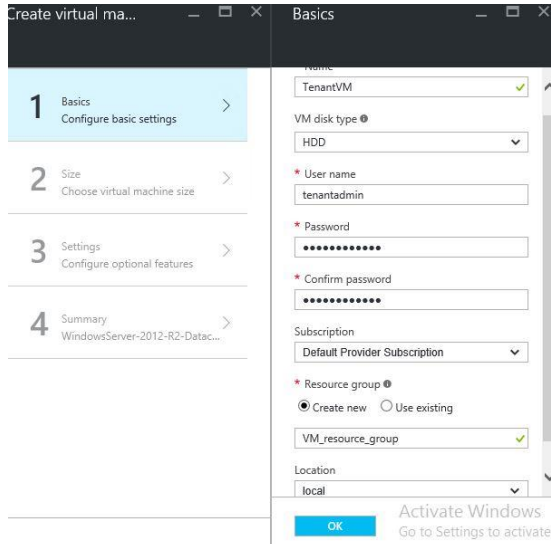 Create virtual ma...
1
Basics
Configure basic settings
2
Size
Choose virtual machine size
3
Settings
Configure optional features
4
Summary
WindowsServer-2012-R2-Datac...
Basics
Name
TenantVM
VM disk type
HDD
* User name
tenantadmin
* Password
••••••••••••
* Confirm password
••••••••••••
Subscription
Default Provider Subscription
* Resource group
Create new Use existing
VM_resource_group
Location
local
OK
Activate Windows
Go to Settings to activate